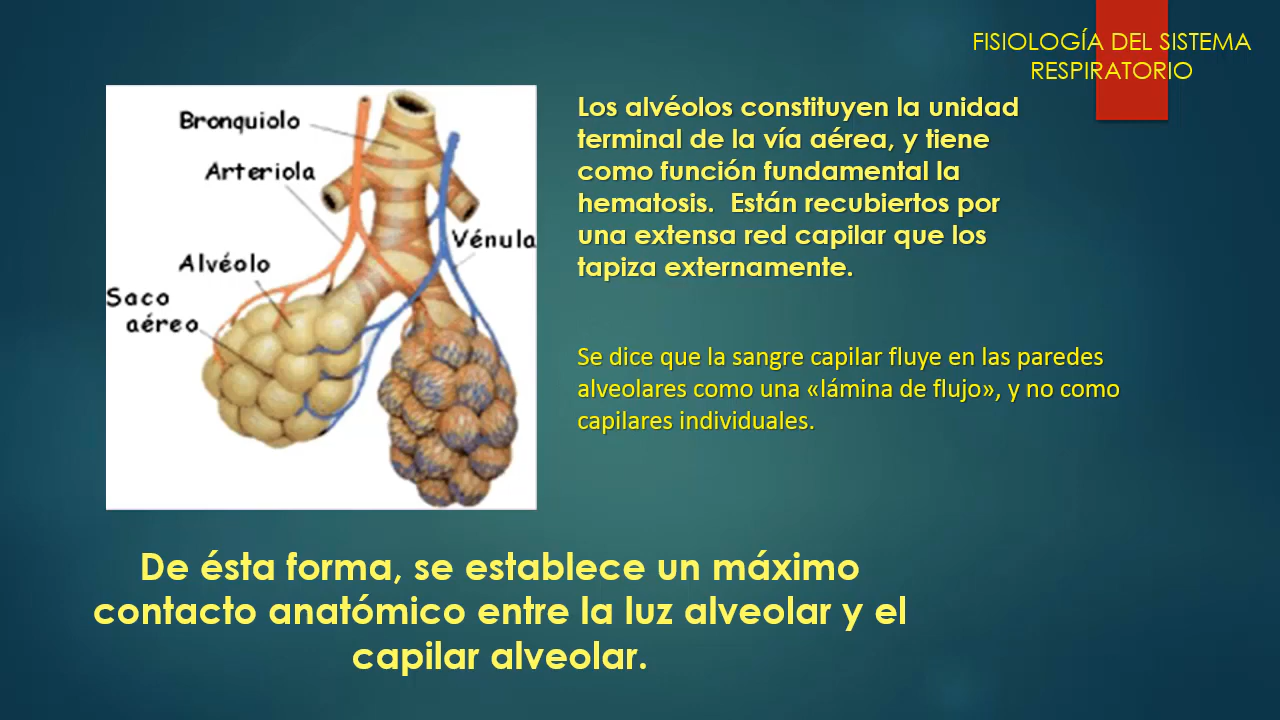 FISIOLOGÍA DEL SISTEMA
RESPIRATORIO
Bronquiolo
Arteriola
Vénula
Alvéolo
Saco
aéreo
Los alvéolos constituyen la unidad
terminal de la vía aérea, y tiene
como función fundamental la
hematosis. Están recubiertos por
una extensa red capilar que los
tapiza externamente.
Se dice que la sangre capilar fluye en las paredes
alveolares como una «lámina de flujo», y no como
capilares individuales.
De ésta forma, se establece un máximo
contacto anatómico entre la luz alveolar y el
capilar alveolar.